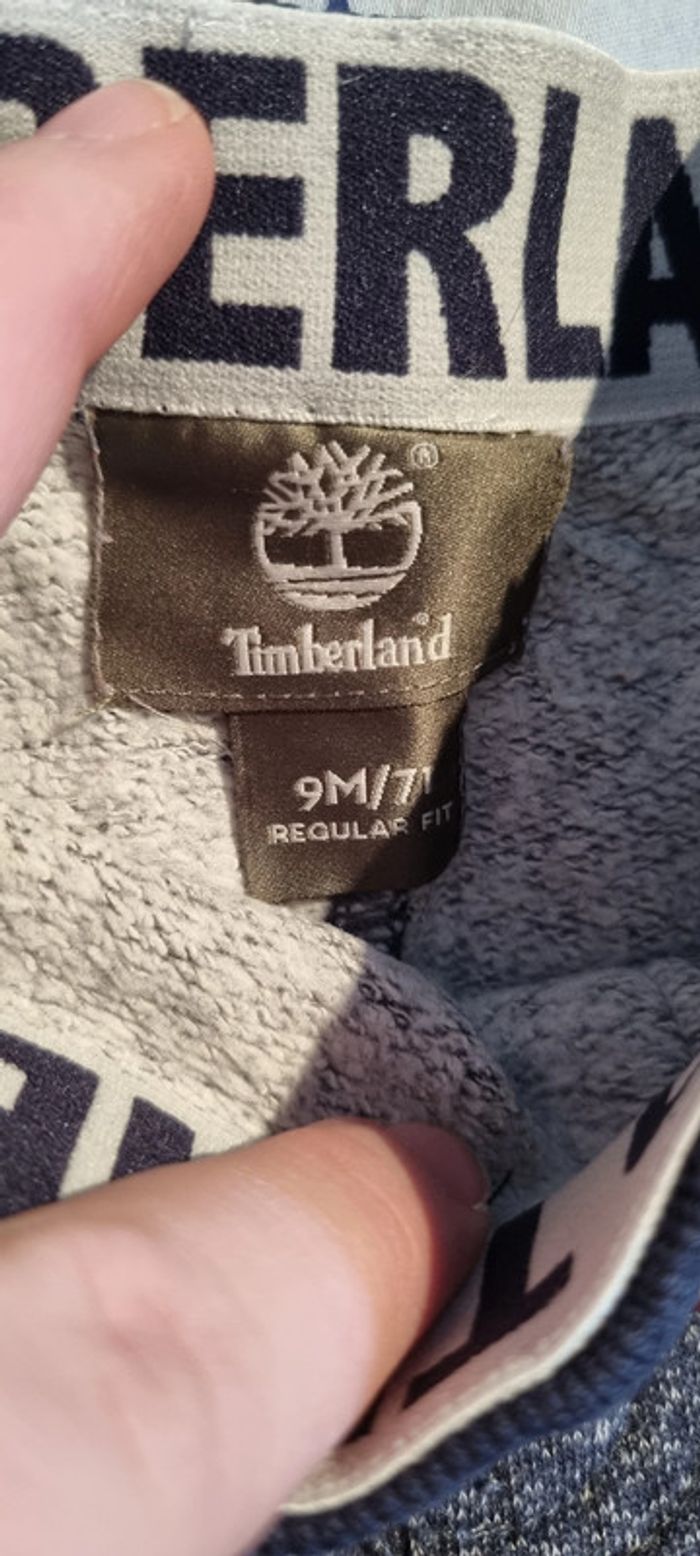 ERLA
®
Timberland®
9M/71
REGULAR FIT